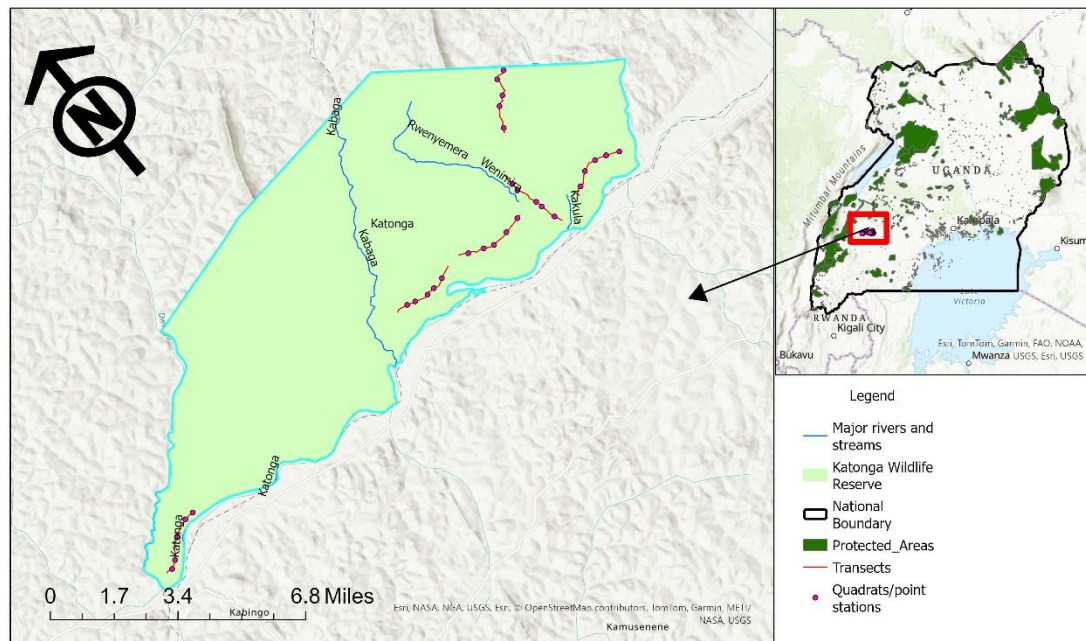 N
Kabaga
Rwenyemera
Wenimira
Kakula
Katonga
Kabaga
Katonga
Katonga
0 1.7 3.4 6.8 Miles
Kabingo
Esri, NASA, NGA, USGS, Esri, © OpenStreetMap contributors, TomTom, Garmin, METI/
NASA, USGS
Kamusenene
Mitumbar Mountains
UGANDA
Kampala
Kisum
Lake
Victoria
RWANDA
Kigali City
Esri, TomTom, Garmin, FAO, NOAA,
USGS, Esri, USGS
Bukavu
Mwanza
Legend
Major rivers and
streams
Katonga Wildlife
Reserve
National
Boundary
Protected_Areas
Transects
Quadrats/point
stations